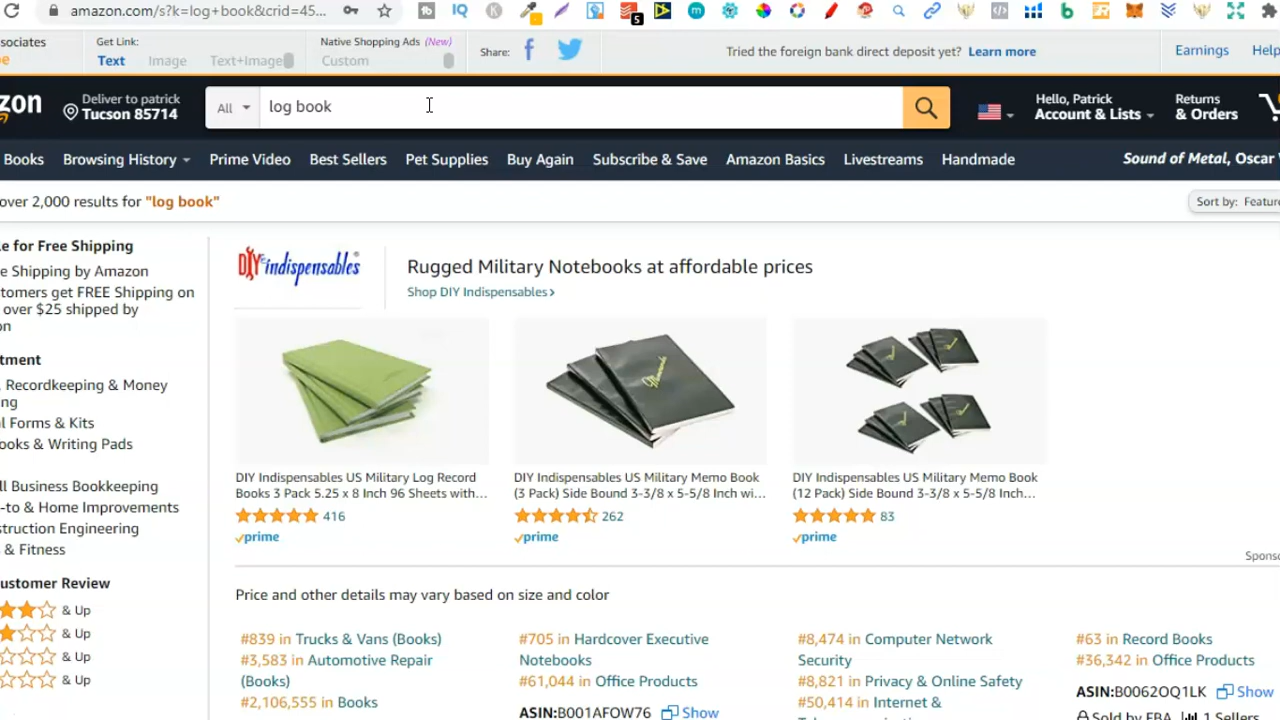 amazon.com/s?k=log+book&crid=45...
5
sociates
Get Link:
Text
Image
Text+Image
Native Shopping Ads (New)
Custom
Share:
Tried the foreign bank direct deposit yet? Learn more
Earnings
Help
zon
Deliver to patrick
Tucson 85714
All
log book
Hello, Patrick
Account & Lists
Returns
& Orders
Books
Browsing History
Prime Video
Best Sellers
Pet Supplies
Buy Again
Subscribe & Save
Amazon Basics
Livestreams
Handmade
Sound of Metal, Oscar
over 2,000 results for "log book"
Sort by: Feature
le for Free Shipping
e Shipping by Amazon
tomers get FREE Shipping on
over $25 shipped by
on
tment
, Recordkeeping & Money
ng
al Forms & Kits
ooks & Writing Pads
ll Business Bookkeeping
-to & Home Improvements
struction Engineering
& Fitness
ustomer Review
& Up
& Up
& Up
& Up
DIY indispensables
Rugged Military Notebooks at affordable prices
Shop DIY Indispensables ›
DIY Indispensables US Military Log Record
Books 3 Pack 5.25 x 8 Inch 96 Sheets with...
416
prime
DIY Indispensables US Military Memo Book
(3 Pack) Side Bound 3-3/8 x 5-5/8 Inch wi...
262
prime
DIY Indispensables US Military Memo Book
(12 Pack) Side Bound 3-3/8 x 5-5/8 Inch...
83
prime
Sponso
Price and other details may vary based on size and color
#839 in Trucks & Vans (Books)
#3,583 in Automotive Repair
(Books)
#2,106,555 in Books
#705 in Hardcover Executive
Notebooks
#61,044 in Office Products
ASIN:B001AFOW76 Show
#8,474 in Computer Network
Security
#8,821 in Privacy & Online Safety
#50,414 in Internet &
#63 in Record Books
#36,342 in Office Products
ASIN:B0062OQ1LK Show
Sold by FBA 1 Sellers